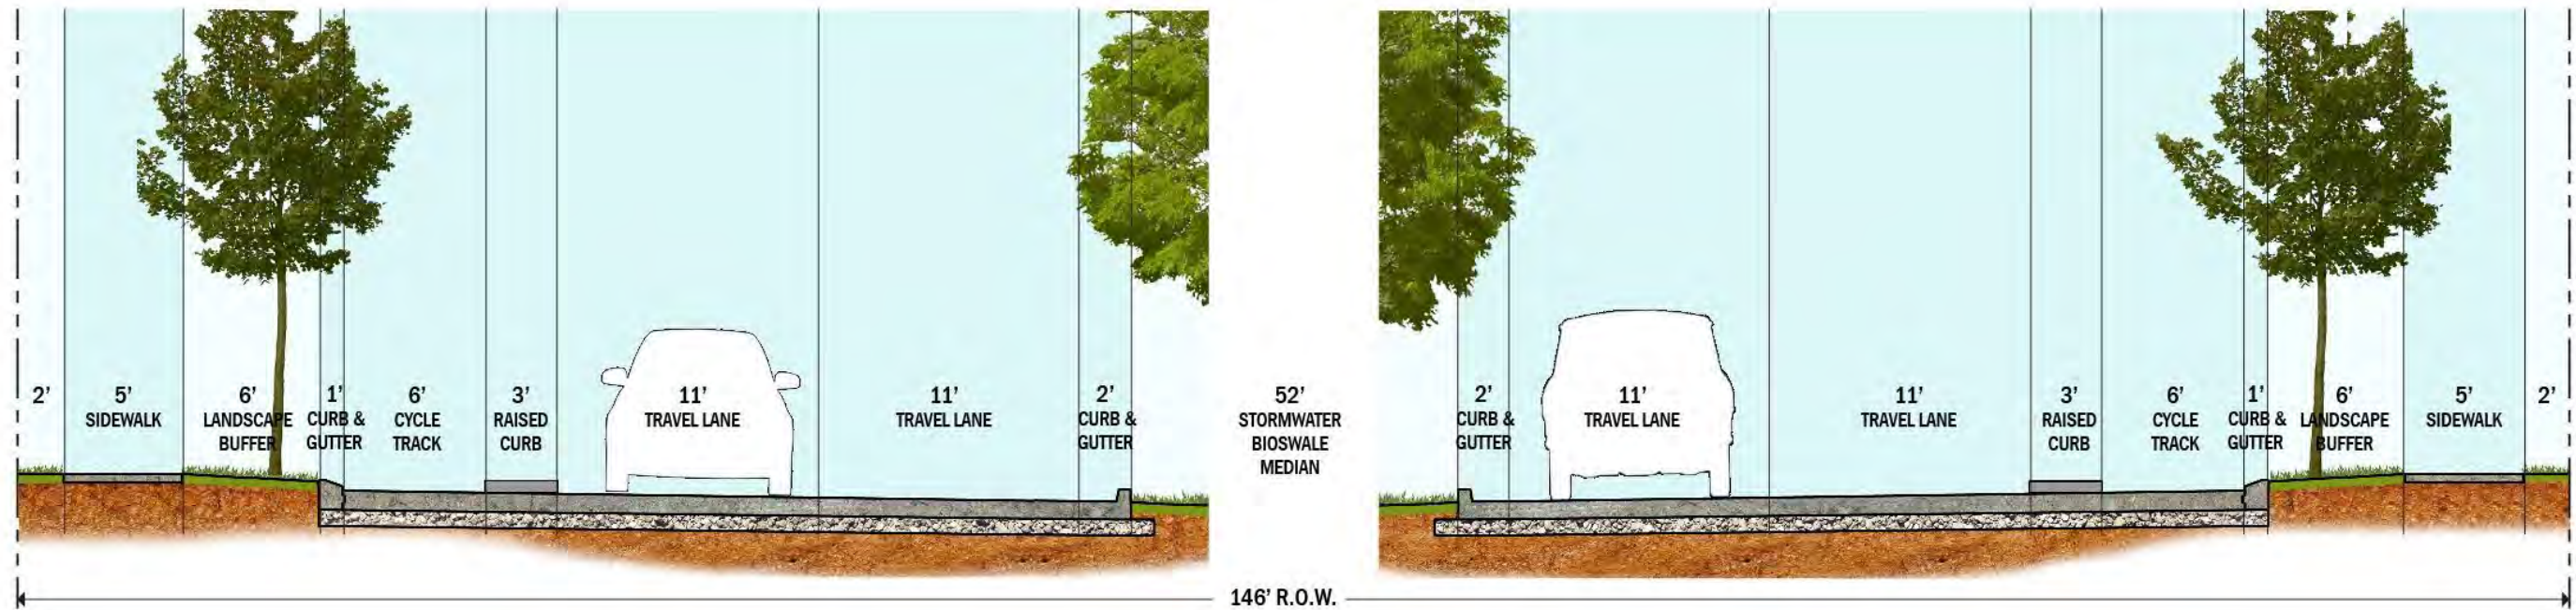 2’
5’
SIDEWALK
6’
LANDSCAPE
BUFFER
1’
CURB &
GUTTER
6’
CYCLE
TRACK
3’
RAISED
CURB
11’
TRAVEL LANE
11’
TRAVEL LANE
2’
CURB &
GUTTER
52’
STORMWATER
BIOSWALE
MEDIAN
2’
CURB &
GUTTER
11’
TRAVEL LANE
11’
TRAVEL LANE
3’
RAISED
CURB
6’
CYCLE
TRACK
1’
CURB &
GUTTER
6’
LANDSCAPE
BUFFER
5’
SIDEWALK
2’
146’ R.O.W.